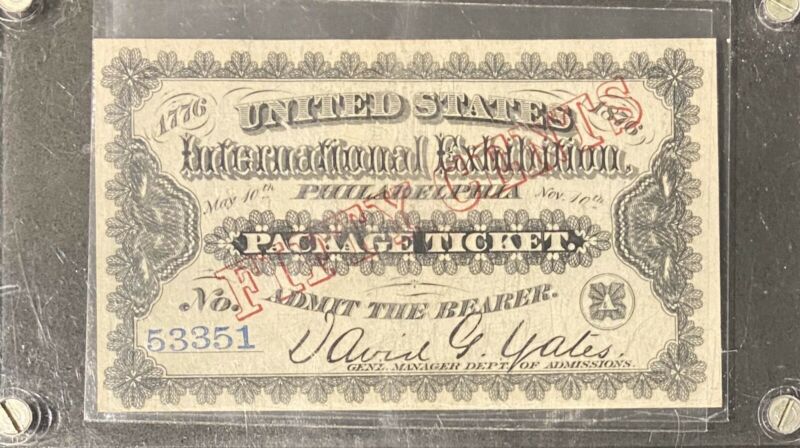 1776 UNITED STATES 1876
International Exhibition,
May 10th PHILADELPHIA Nov. 10th
PACKAGE TICKET.
FIFTY CENTS
No. ADMIT THE BEARER. A
53351 David G. Yates,
GENL. MANAGER DEPT. OF ADMISSIONS.